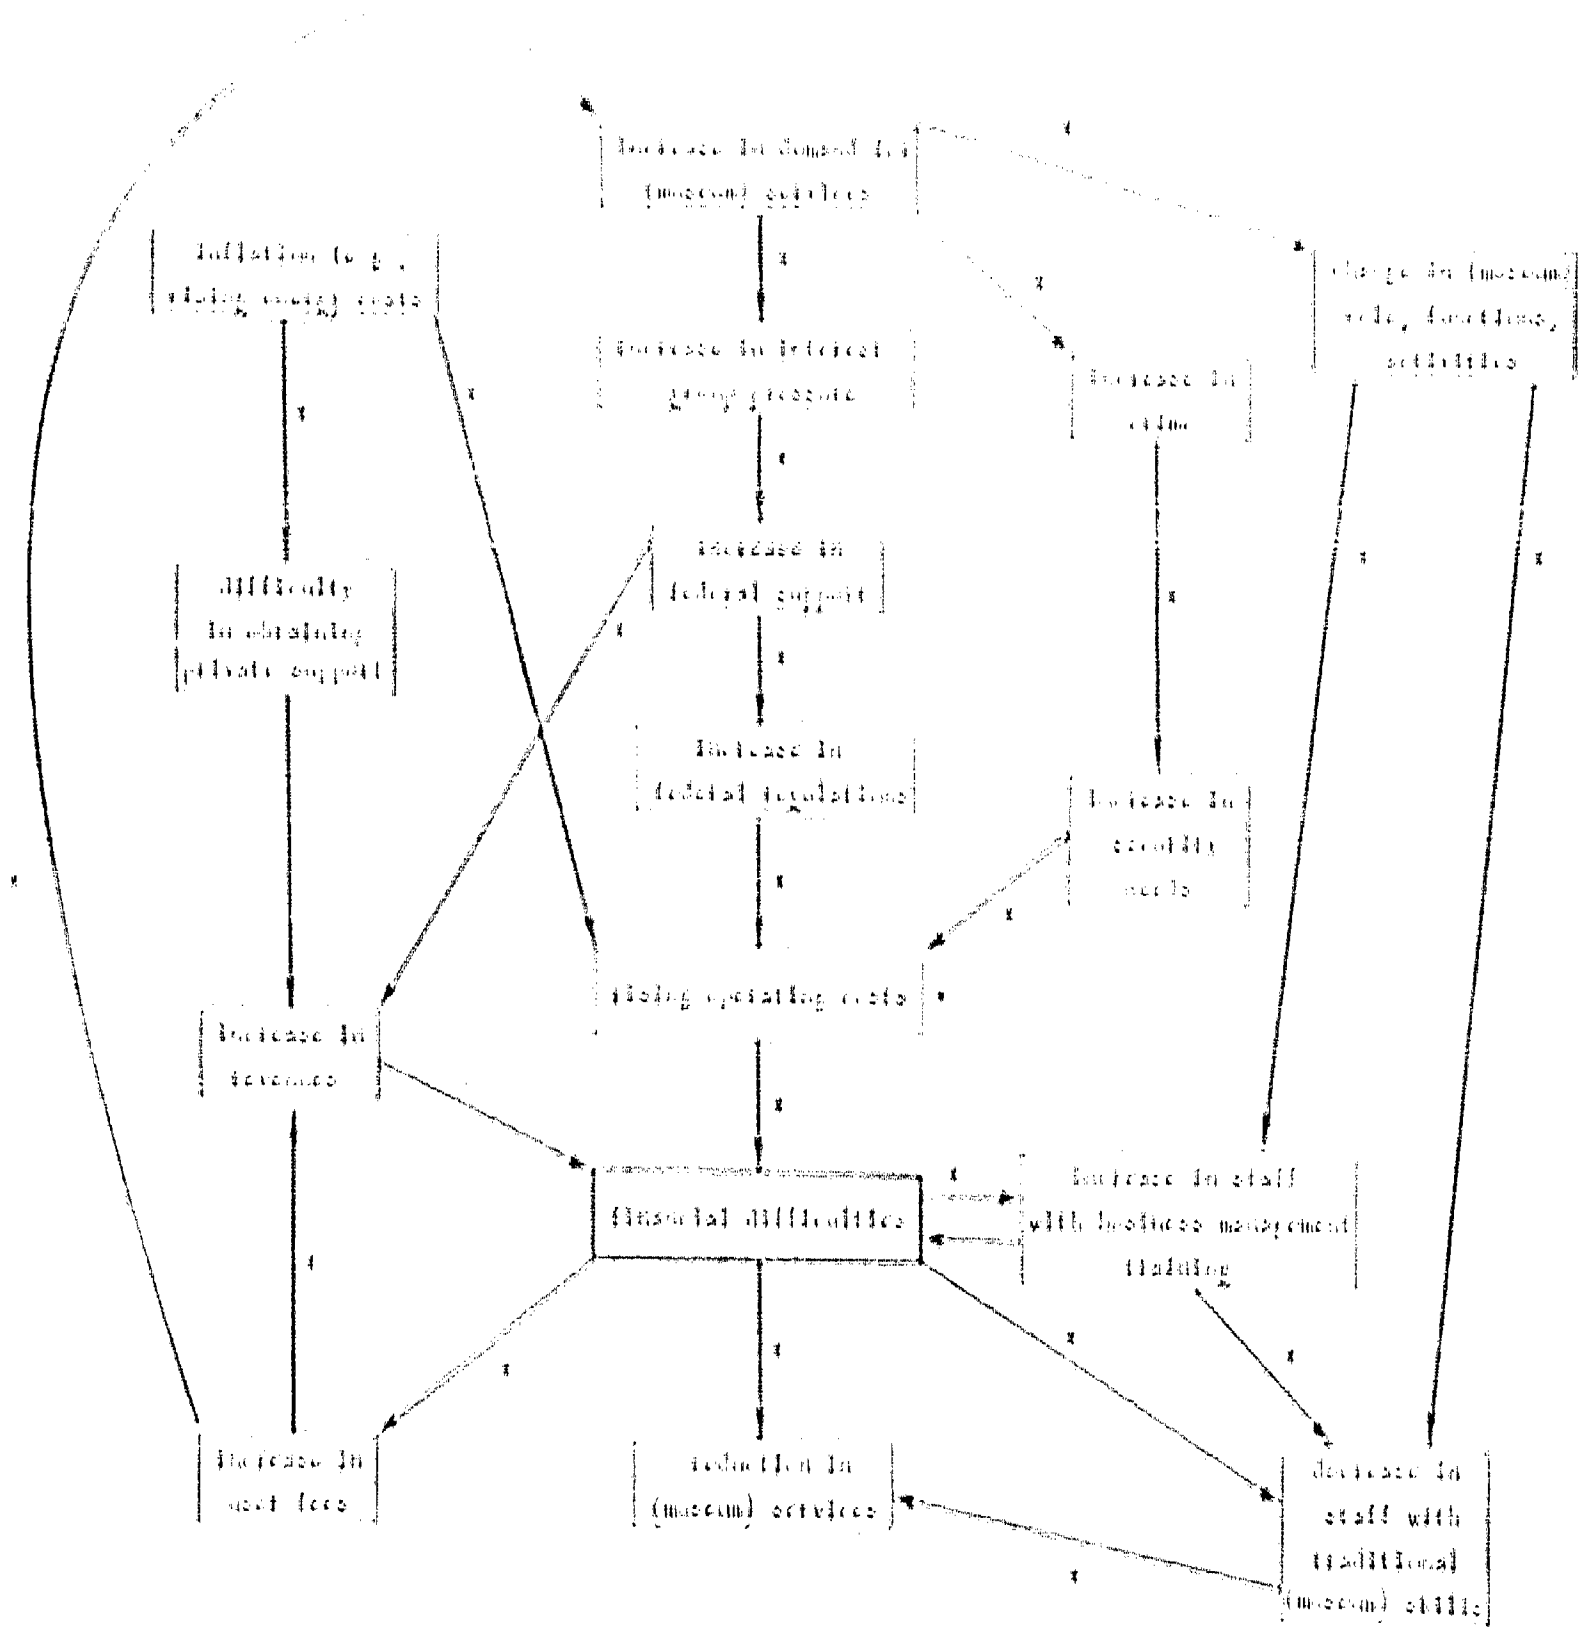 increase in demand for
(museum) services
inflation (e.g.,
rising energy costs
change in (museum)
role, functions,
activities
increase in interest
group pressure
increase in
crime
increase in
federal support
difficulty
in obtaining
private support
increase in
federal regulations
increase in
security
needs
rising operating costs
increase in
revenues
financial difficulties
increase in staff
with business management
training
increase in
user fees
reduction in
(museum) services
decrease in
staff with
traditional
(museum) skills